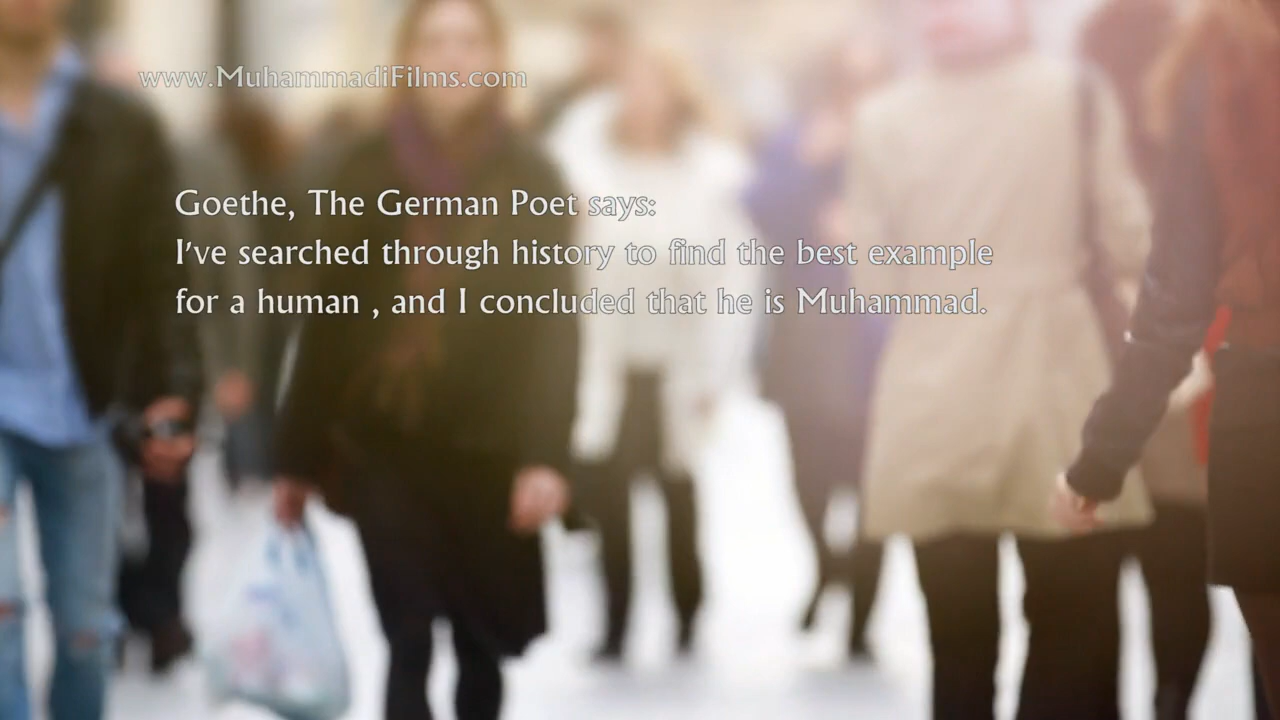 www.MuhammadiFilms.com
Goethe, The German Poet says:
I've searched through history to find the best example
for a human , and I concluded that he is Muhammad.